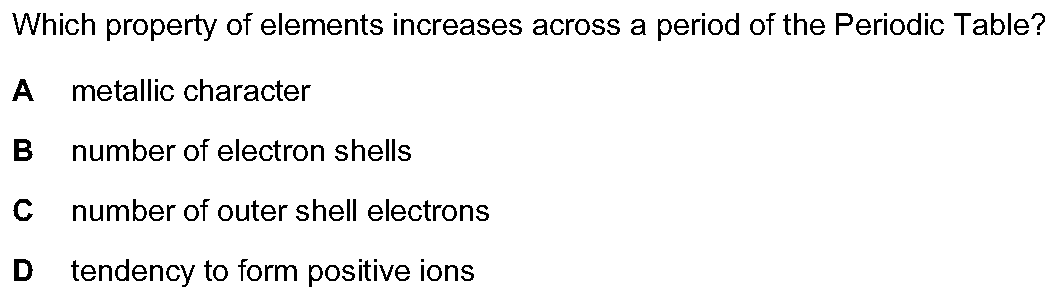 Which property of elements increases across a period of the Periodic Table?
A metallic character
B number of electron shells
C number of outer shell electrons
D tendency to form positive ions